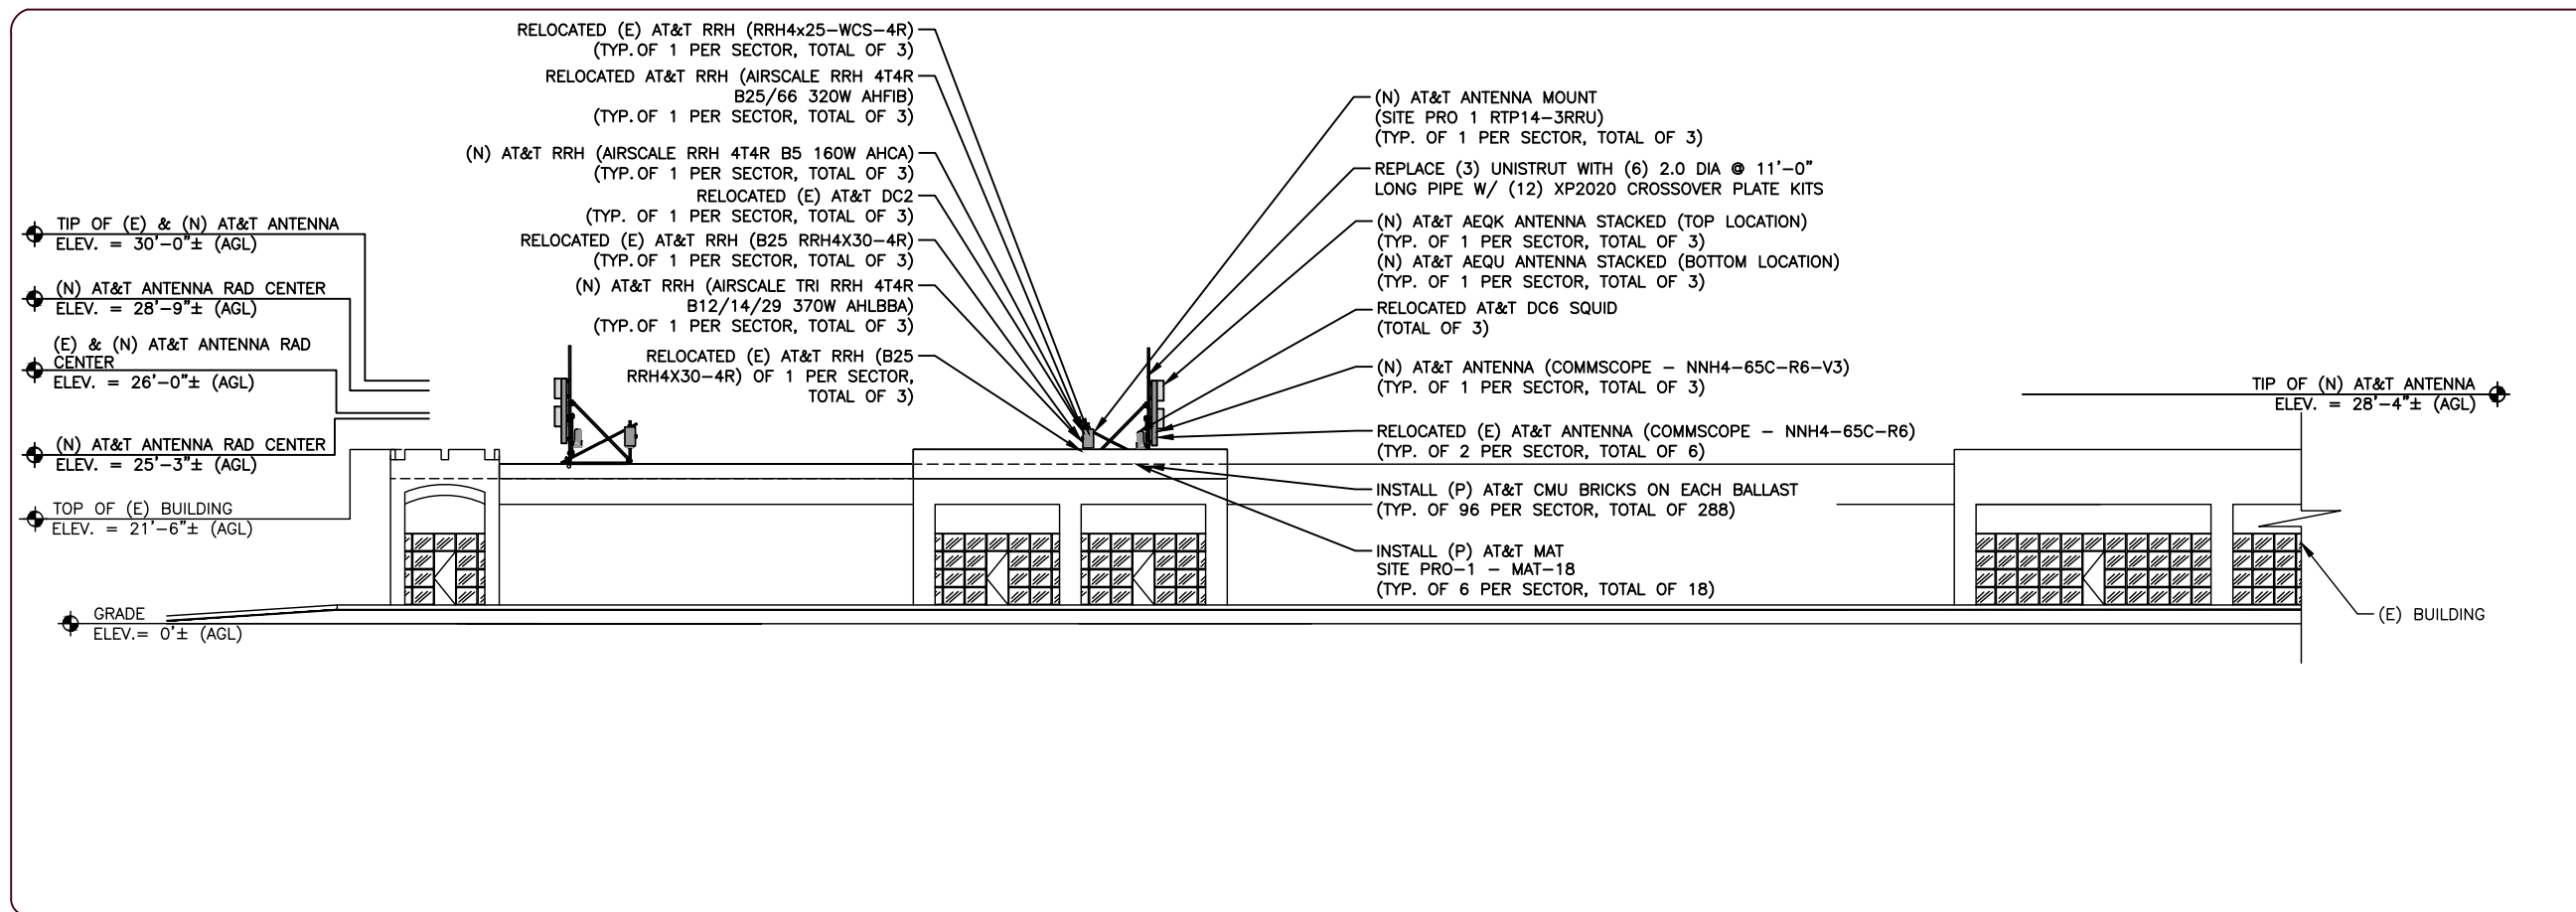 RELOCATED (E) AT&T RRH (RRH4x25-WCS-4R)
(TYP.OF 1 PER SECTOR, TOTAL OF 3)
RELOCATED AT&T RRH (AIRSCALE RRH 4T4R
B25/66 320W AHFIB)
(TYP.OF 1 PER SECTOR, TOTAL OF 3)
(N) AT&T RRH (AIRSCALE RRH 4T4R B5 160W AHCA)
(TYP.OF 1 PER SECTOR, TOTAL OF 3)
RELOCATED (E) AT&T DC2
(TYP. OF 1 PER SECTOR, TOTAL OF 3)
RELOCATED (E) AT&T RRH (B25 RRH4X30-4R)
(TYP.OF 1 PER SECTOR, TOTAL OF 3)
(N) AT&T RRH (AIRSCALE TRI RRH 4T4R
B12/14/29 370W AHLBBA)
(TYP.OF 1 PER SECTOR, TOTAL OF 3)
RELOCATED (E) AT&T RRH (B25
RRH4X30-4R) OF 1 PER SECTOR,
TOTAL OF 3)
TIP OF (E) & (N) AT&T ANTENNA
ELEV. = 30'-0"± (AGL)
(N) AT&T ANTENNA RAD CENTER
ELEV. = 28'-9"± (AGL)
(E) & (N) AT&T ANTENNA RAD
CENTER
ELEV. = 26'-0"± (AGL)
(N) AT&T ANTENNA RAD CENTER
ELEV. = 25'-3"± (AGL)
TOP OF (E) BUILDING
ELEV. = 21'-6"± (AGL)
GRADE
ELEV.= 0'± (AGL)
(N) AT&T ANTENNA MOUNT
(SITE PRO 1 RTP14-3RRU)
(TYP. OF 1 PER SECTOR, TOTAL OF 3)
REPLACE (3) UNISTRUT WITH (6) 2.0 DIA @ 11'-0"
LONG PIPE W/ (12) XP2020 CROSSOVER PLATE KITS
(N) AT&T AEQK ANTENNA STACKED (TOP LOCATION)
(TYP. OF 1 PER SECTOR, TOTAL OF 3)
(N) AT&T AEQU ANTENNA STACKED (BOTTOM LOCATION)
(TYP. OF 1 PER SECTOR, TOTAL OF 3)
RELOCATED AT&T DC6 SQUID
(TOTAL OF 3)
(N) AT&T ANTENNA (COMMSCOPE - NNH4-65C-R6-V3)
(TYP. OF 1 PER SECTOR, TOTAL OF 3)
RELOCATED (E) AT&T ANTENNA (COMMSCOPE - NNH4-65C-R6)
(TYP. OF 2 PER SECTOR, TOTAL OF 6)
INSTALL (P) AT&T CMU BRICKS ON EACH BALLAST
(TYP. OF 96 PER SECTOR, TOTAL OF 288)
INSTALL (P) AT&T MAT
SITE PRO-1 - MAT-18
(TYP. OF 6 PER SECTOR, TOTAL OF 18)
TIP OF (N) AT&T ANTENNA
ELEV. = 28'-4"± (AGL)
(E) BUILDING